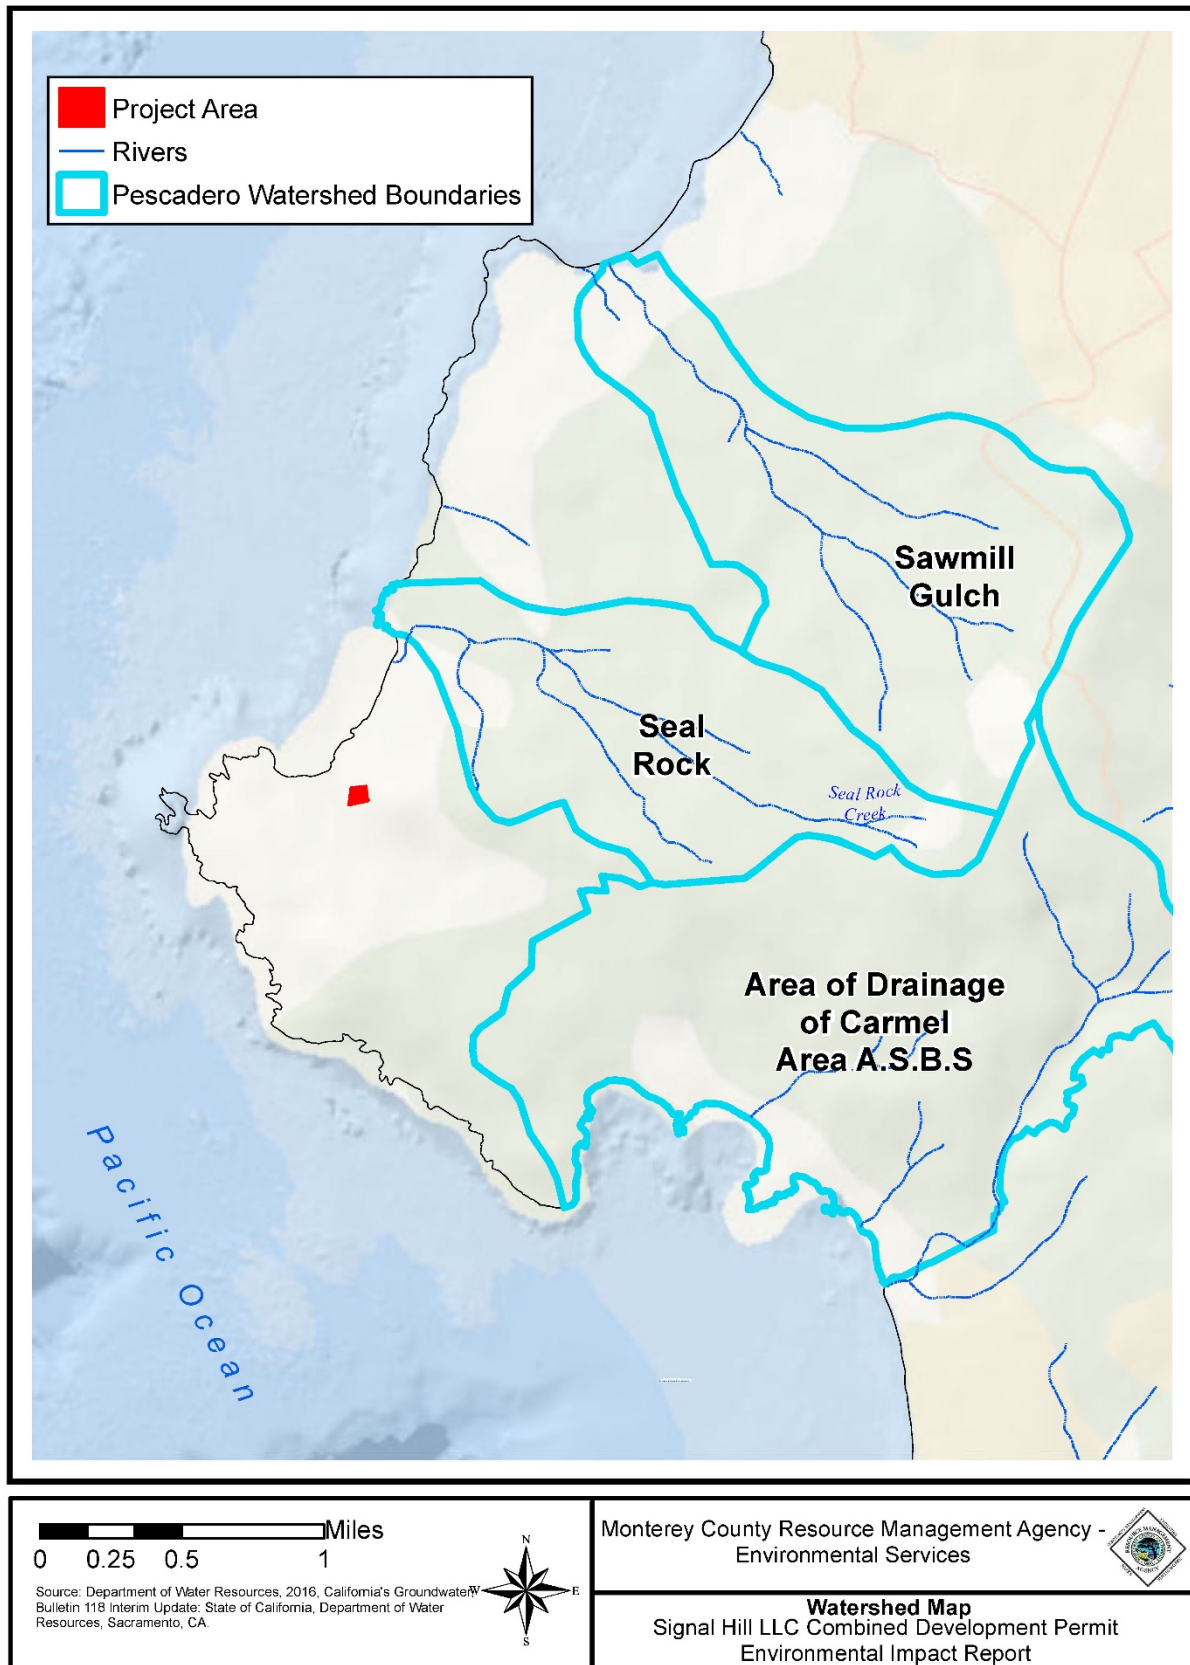 Project Area
Rivers
Pescadero Watershed Boundaries
Sawmill
Gulch
Seal
Rock
Seal Rock
Creek
Area of Drainage
of Carmel
Area A.S.B.S
Pacific Ocean
Miles
0 0.25 0.5 1
Source: Department of Water Resources, 2016, California's Groundwater,
Bulletin 118 Interim Update: State of California, Department of Water
Resources, Sacramento, CA.
N
W E
S
Monterey County Resource Management Agency -
Environmental Services
Watershed Map
Signal Hill LLC Combined Development Permit
Environmental Impact Report